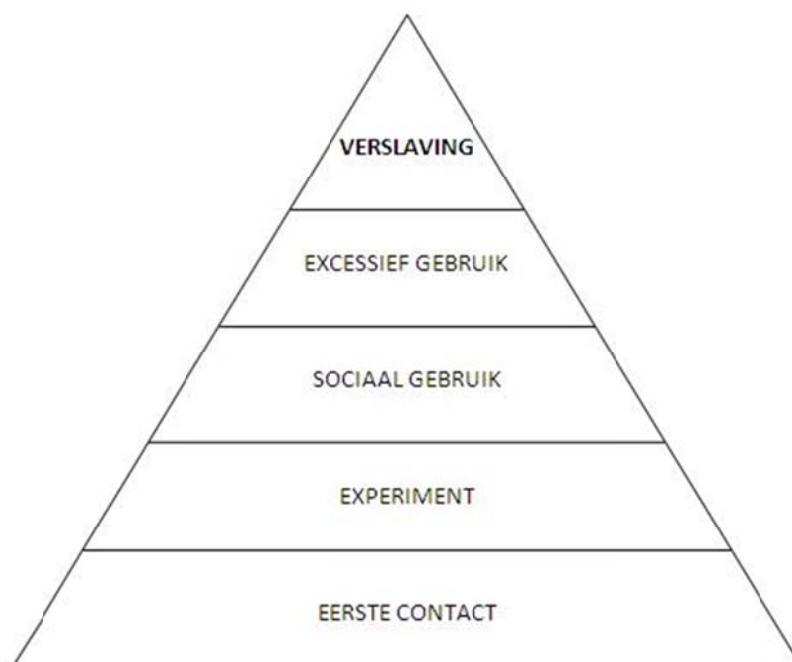 VERSLAVING
EXCESSIEF GEBRUIK
SOCIAAL GEBRUIK
EXPERIMENT
EERSTE CONTACT